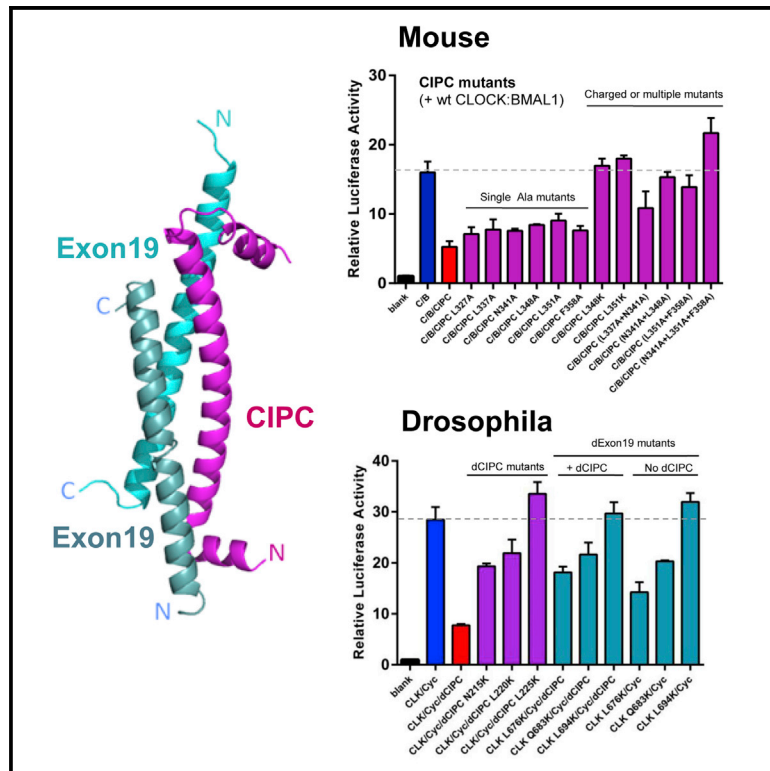 N
Exon19
C
CIPC
C
Exon19
N
N
Mouse
CIPC mutants
(+ wt CLOCK:BMAL1)
Charged or multiple mutants
Single Ala mutants
Relative Luciferase Activity
30
20
10
0
blank
C/B
C/B/CIPC
C/B/CIPC L327A
C/B/CIPC L337A
C/B/CIPC N341A
C/B/CIPC L348A
C/B/CIPC L351A
C/B/CIPC F358A
C/B/CIPC L348K
C/B/CIPC L351K
C/B/CIPC (L337A+N341A)
C/B/CIPC (N341A+L348A)
C/B/CIPC (L351A+F358A)
C/B/CIPC (N341A+L351A+F358A)
Drosophila
dExon19 mutants
dCIPC mutants
+ dCIPC
No dCIPC
Relative Luciferase Activity
40
30
20
10
0
blank
CLK/Cyc
CLK/Cyc/dCIPC
CLK/Cyc/dCIPC N215K
CLK/Cyc/dCIPC L220K
CLK/Cyc/dCIPC L225K
CLK L676K/Cyc/dCIPC
CLK Q683K/Cyc/dCIPC
CLK L694K/Cyc/dCIPC
CLK L676K/Cyc
CLK Q683K/Cyc
CLK L694K/Cyc